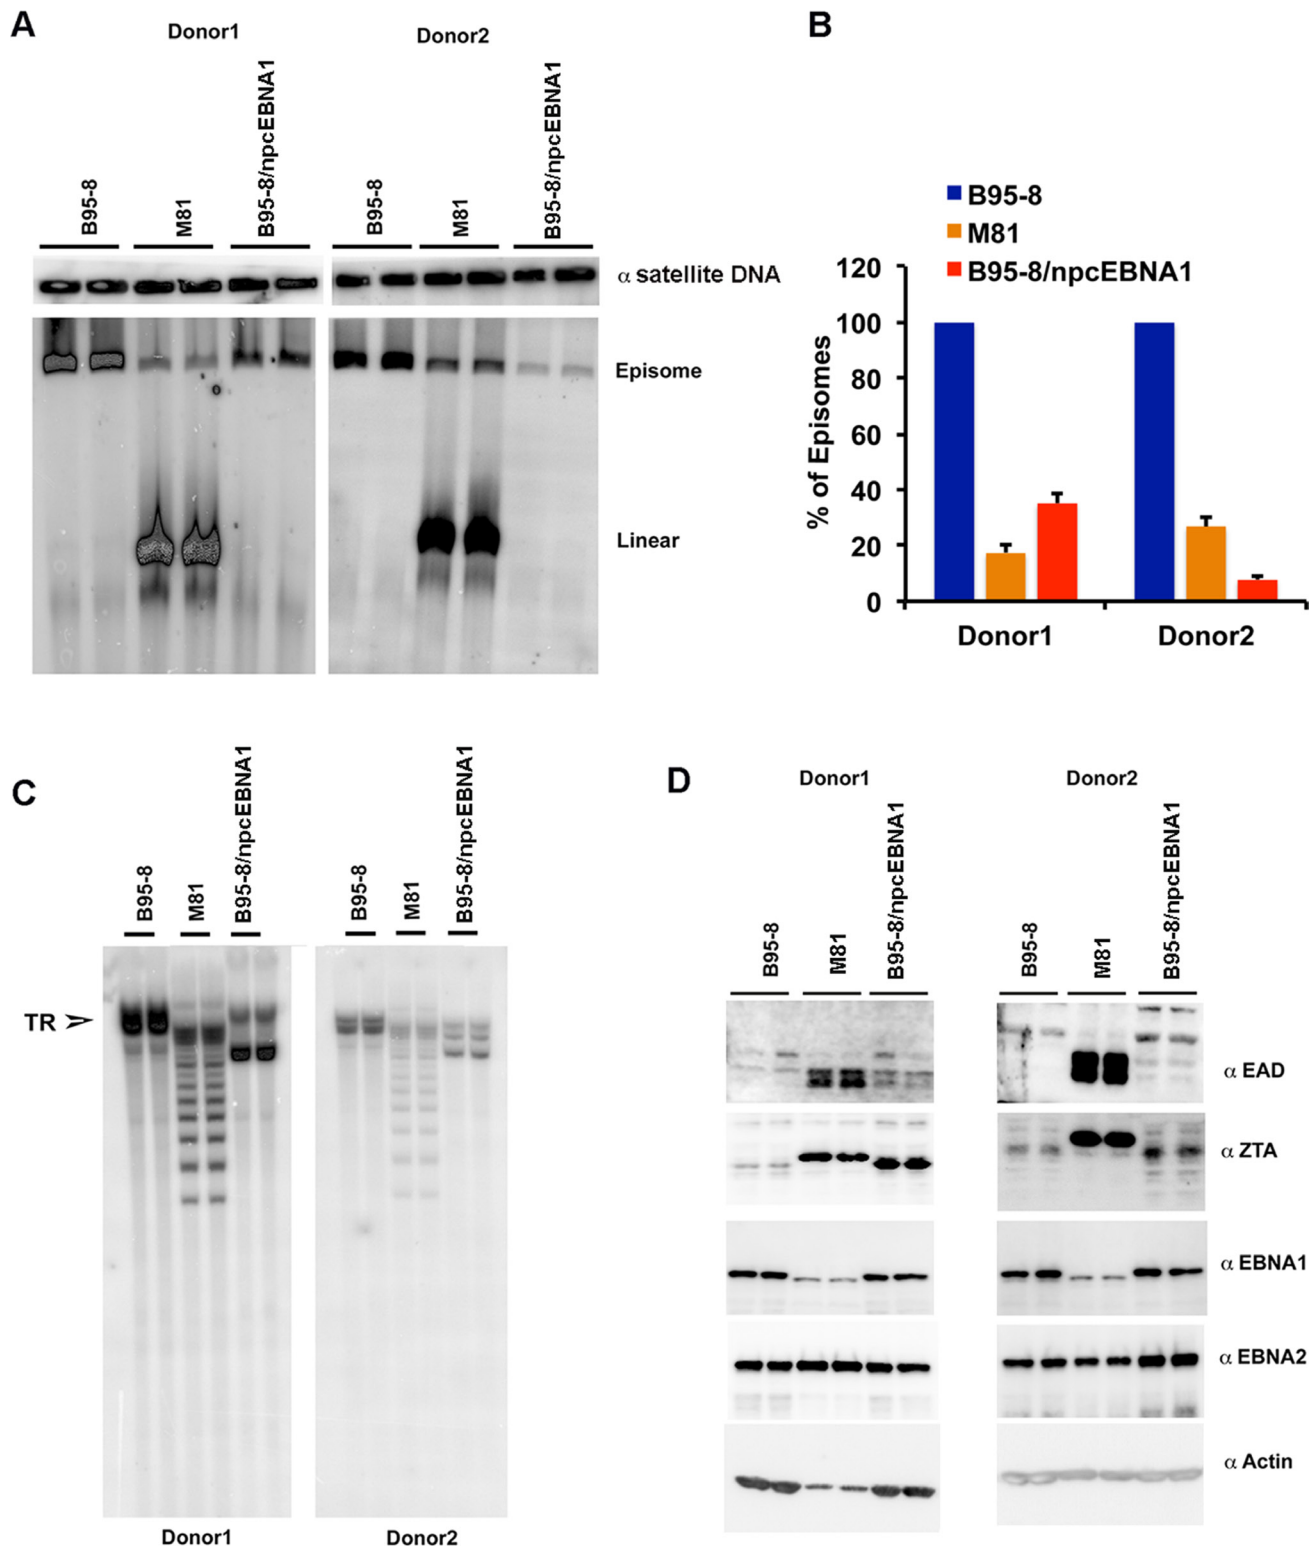 A
Donor1
Donor2
B95-8
M81
B95-8/npcEBNA1
B95-8
M81
B95-8/npcEBNA1
α satellite DNA
Episome
Linear
B
B95-8
M81
B95-8/npcEBNA1
% of Episomes
120
100
80
60
40
20
0
Donor1
Donor2
C
B95-8
M81
B95-8/npcEBNA1
B95-8
M81
B95-8/npcEBNA1
TR
Donor1
Donor2
D
Donor1
Donor2
B95-8
M81
B95-8/npcEBNA1
B95-8
M81
B95-8/npcEBNA1
α EAD
α ZTA
α EBNA1
α EBNA2
α Actin